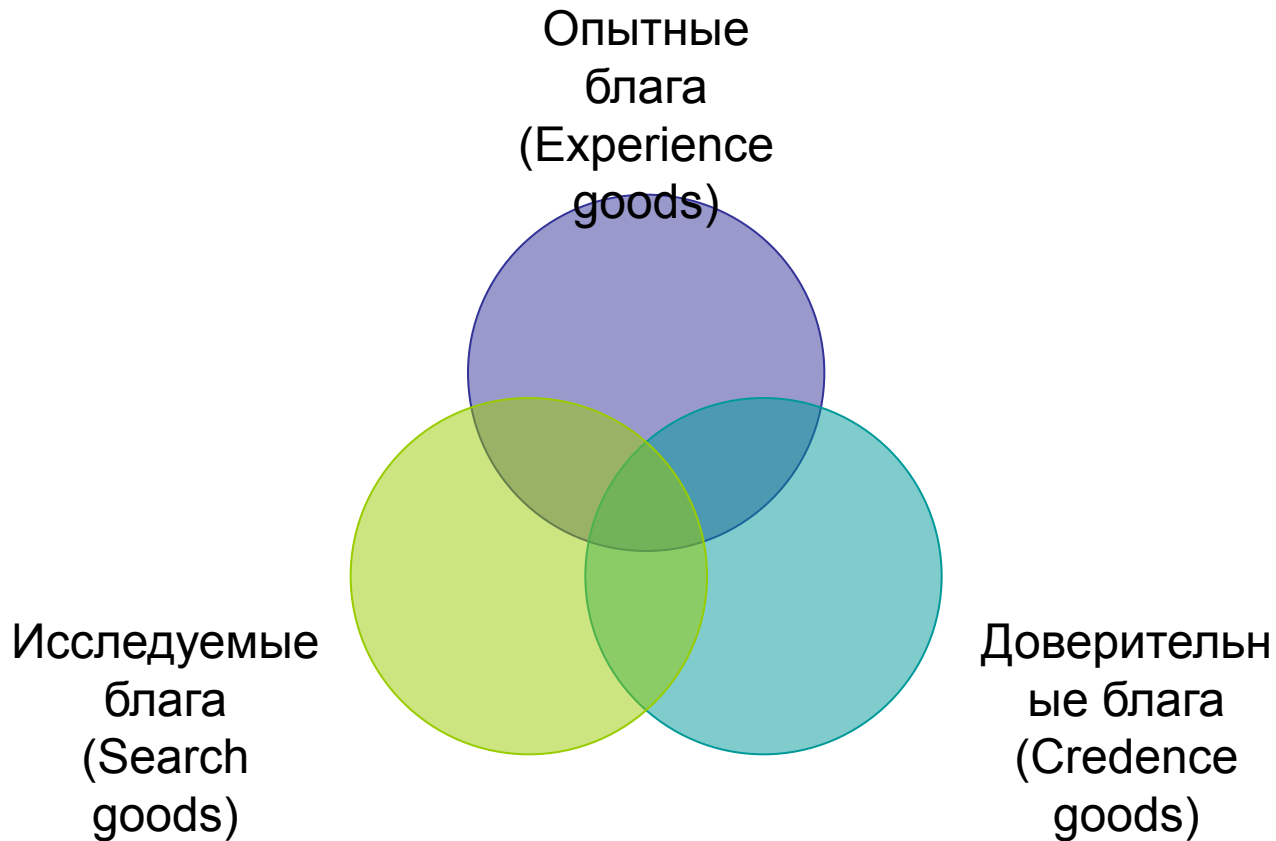 Опытные
блага
(Experience
goods)
Исследуемые
блага
(Search
goods)
Доверительн
ые блага
(Credence
goods)